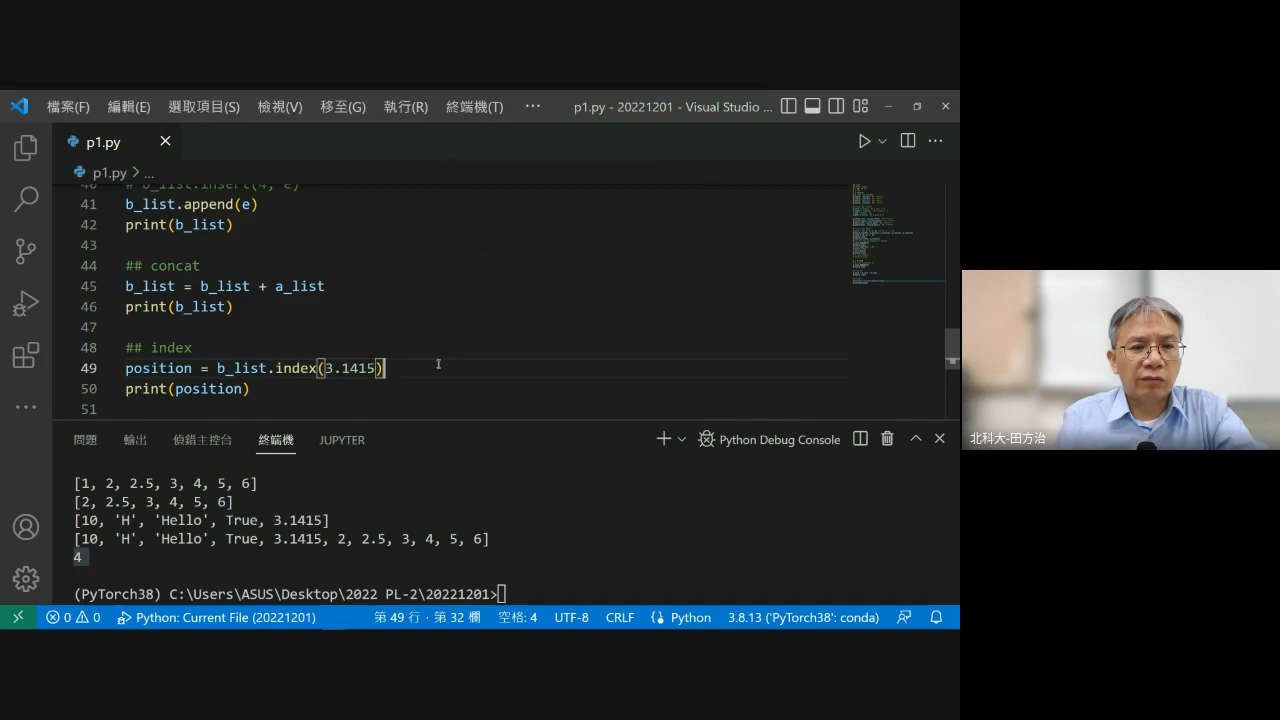 檔案(F) 編輯(E) 選取項目(S) 檢視(V) 移至(G) 執行(R) 終端機(T) ··· p1.py - 20221201 - Visual Studio ...
p1.py
p1.py > ...
40 # b_list.insert(4, e)
41 b_list.append(e)
42 print(b_list)
43
44 ## concat
45 b_list = b_list + a_list
46 print(b_list)
47
48 ## index
49 position = b_list.index(3.1415)
50 print(position)
51
問題 輸出 偵錯主控台 終端機 JUPYTER Python Debug Console
[1, 2, 2.5, 3, 4, 5, 6]
[2, 2.5, 3, 4, 5, 6]
[10, 'H', 'Hello', True, 3.1415]
[10, 'H', 'Hello', True, 3.1415, 2, 2.5, 3, 4, 5, 6]
4
(PyTorch38) C:\Users\ASUS\Desktop\2022 PL-2\20221201>
0 0 Python: Current File (20221201) 第 49 行，第 32 欄 空格: 4 UTF-8 CRLF Python 3.8.13 ('PyTorch38': conda)
北科大-田方治